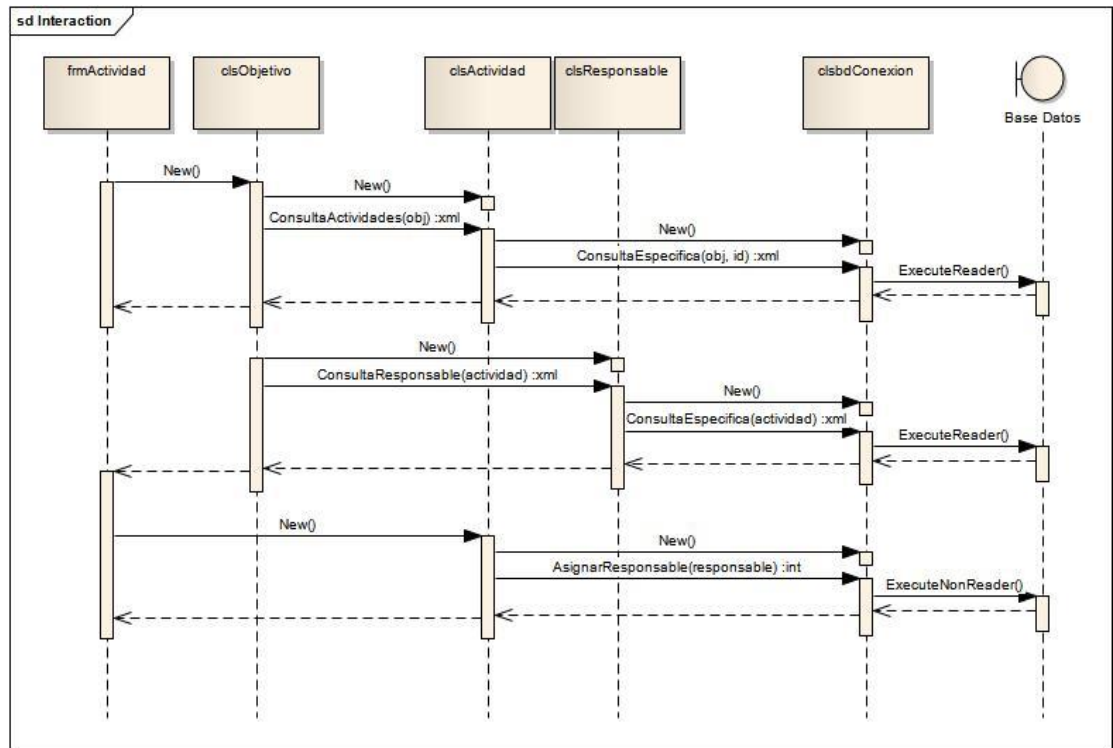 sd Interaction
frmActividad
clsObjetivo
clsActividad
clsResponsable
clsbdConexion
Base Datos
New()
New()
ConsultaActividades(obj) :xml
New()
ConsultaEspecifica(obj, id) :xml
ExecuteReader()
New()
ConsultaResponsable(actividad) :xml
New()
ConsultaEspecifica(actividad) :xml
ExecuteReader()
New()
New()
AsignarResponsable(responsable) :int
ExecuteNonReader()